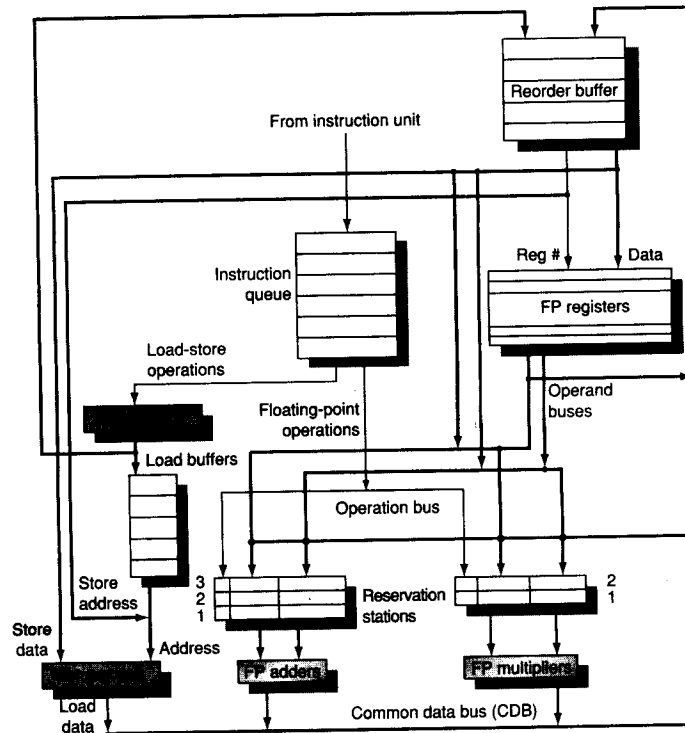 Reorder buffer
From instruction unit
Reg #
Data
Instruction
queue
FP registers
Load-store
operations
Floating-point
operations
Operand
buses
Load buffers
Operation bus
Store
address
3
2
1
Reservation
stations
2
1
Store
data
Address
FP adders
FP multipliers
Load
data
Common data bus (CDB)